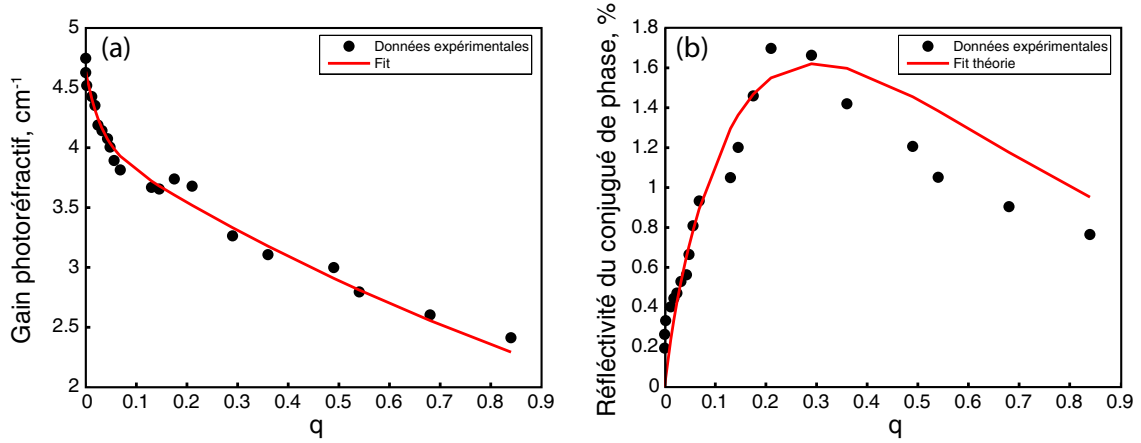 (a)
Données expérimentales
Fit
Gain photoréfractif, cm⁻¹
5
4.5
4
3.5
3
2.5
2
0 0.1 0.2 0.3 0.4 0.5 0.6 0.7 0.8 0.9
q
(b)
Données expérimentales
Fit théorie
Réfléctivité du conjugué de phase, %
1.8
1.6
1.4
1.2
1
0.8
0.6
0.4
0.2
0
0 0.1 0.2 0.3 0.4 0.5 0.6 0.7 0.8 0.9
q